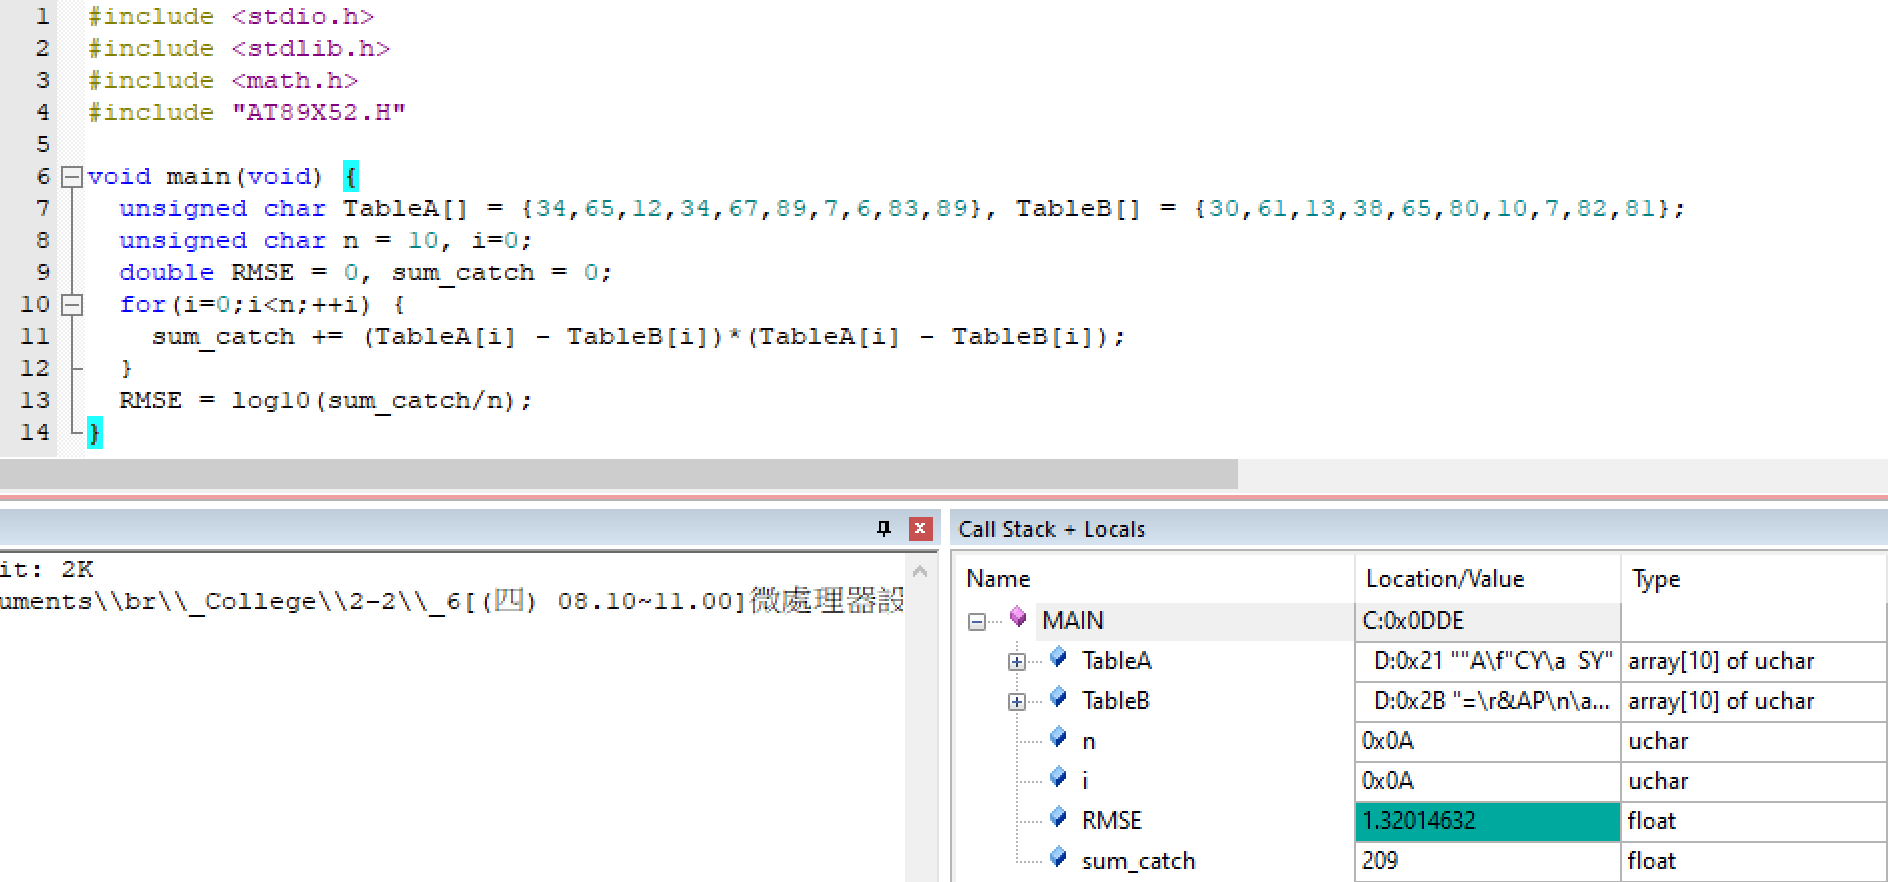 1 #include <stdio.h>
2 #include <stdlib.h>
3 #include <math.h>
4 #include "AT89X52.H"
5
6 void main(void) {
7 unsigned char TableA[] = {34,65,12,34,67,89,7,6,83,89}, TableB[] = {30,61,13,38,65,80,10,7,82,81};
8 unsigned char n = 10, i=0;
9 double RMSE = 0, sum_catch = 0;
10 for(i=0;i<n;++i) {
11 sum_catch += (TableA[i] - TableB[i])*(TableA[i] - TableB[i]);
12 }
13 RMSE = log10(sum_catch/n);
14 }
it: 2K
uments\\br\\_College\\2-2\\_6[(四) 08.10~11.00]微處理器設
Call Stack + Locals
Name Location/Value Type
MAIN C:0x0DDE
TableA D:0x21 ""A\f"CY\a SY" array[10] of uchar
TableB D:0x2B "=\r&AP\n\a... array[10] of uchar
n 0x0A uchar
i 0x0A uchar
RMSE 1.32014632 float
sum_catch 209 float